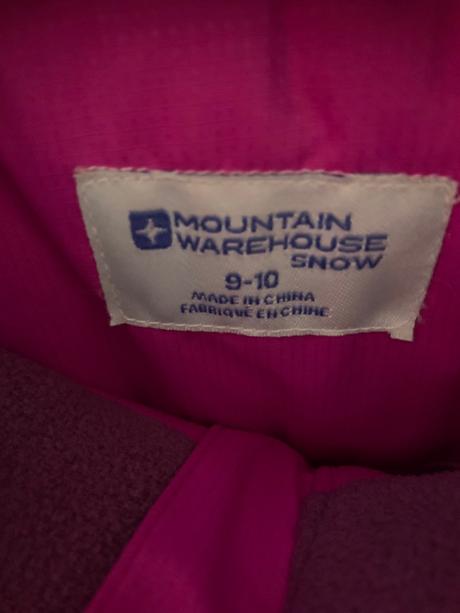 MOUNTAIN
WAREHOUSE
SNOW
9-10
MADE IN CHINA
FABRIQUÉ EN CHINE